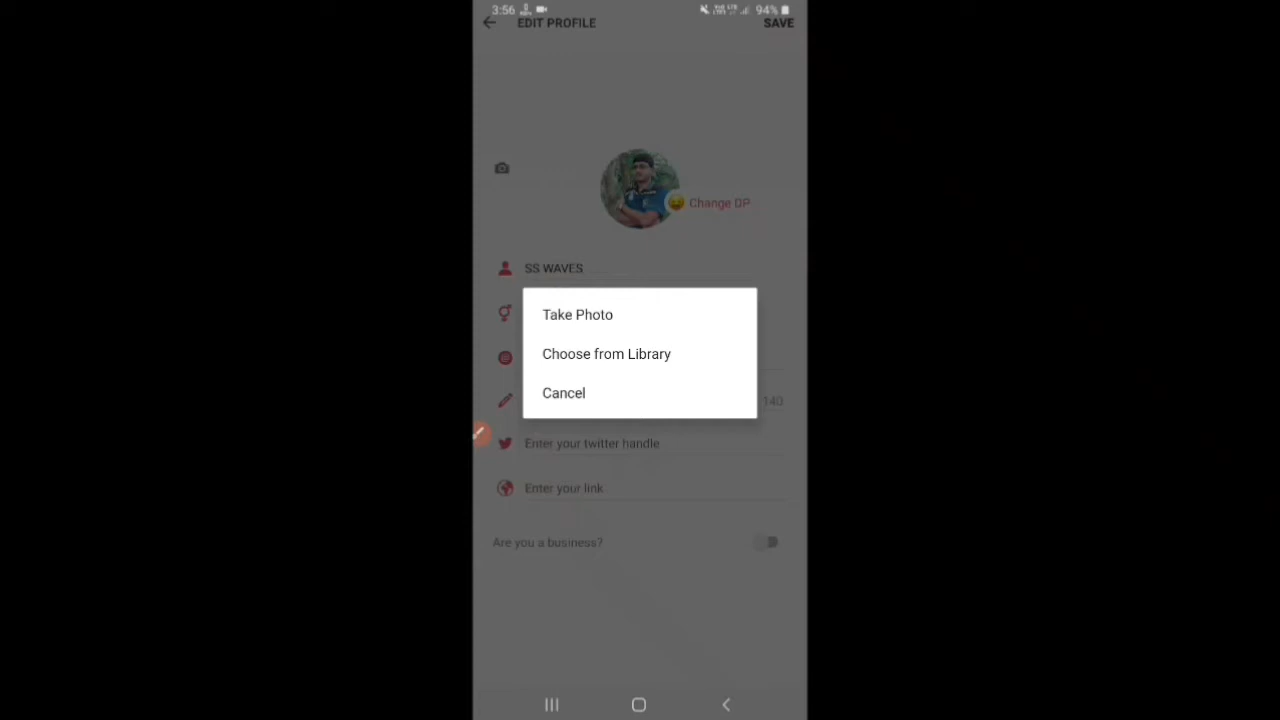 3:56 94%
EDIT PROFILE SAVE
Change DP
SS WAVES
Take Photo
Choose from Library
Cancel
140
Enter your twitter handle
Enter your link
Are you a business?